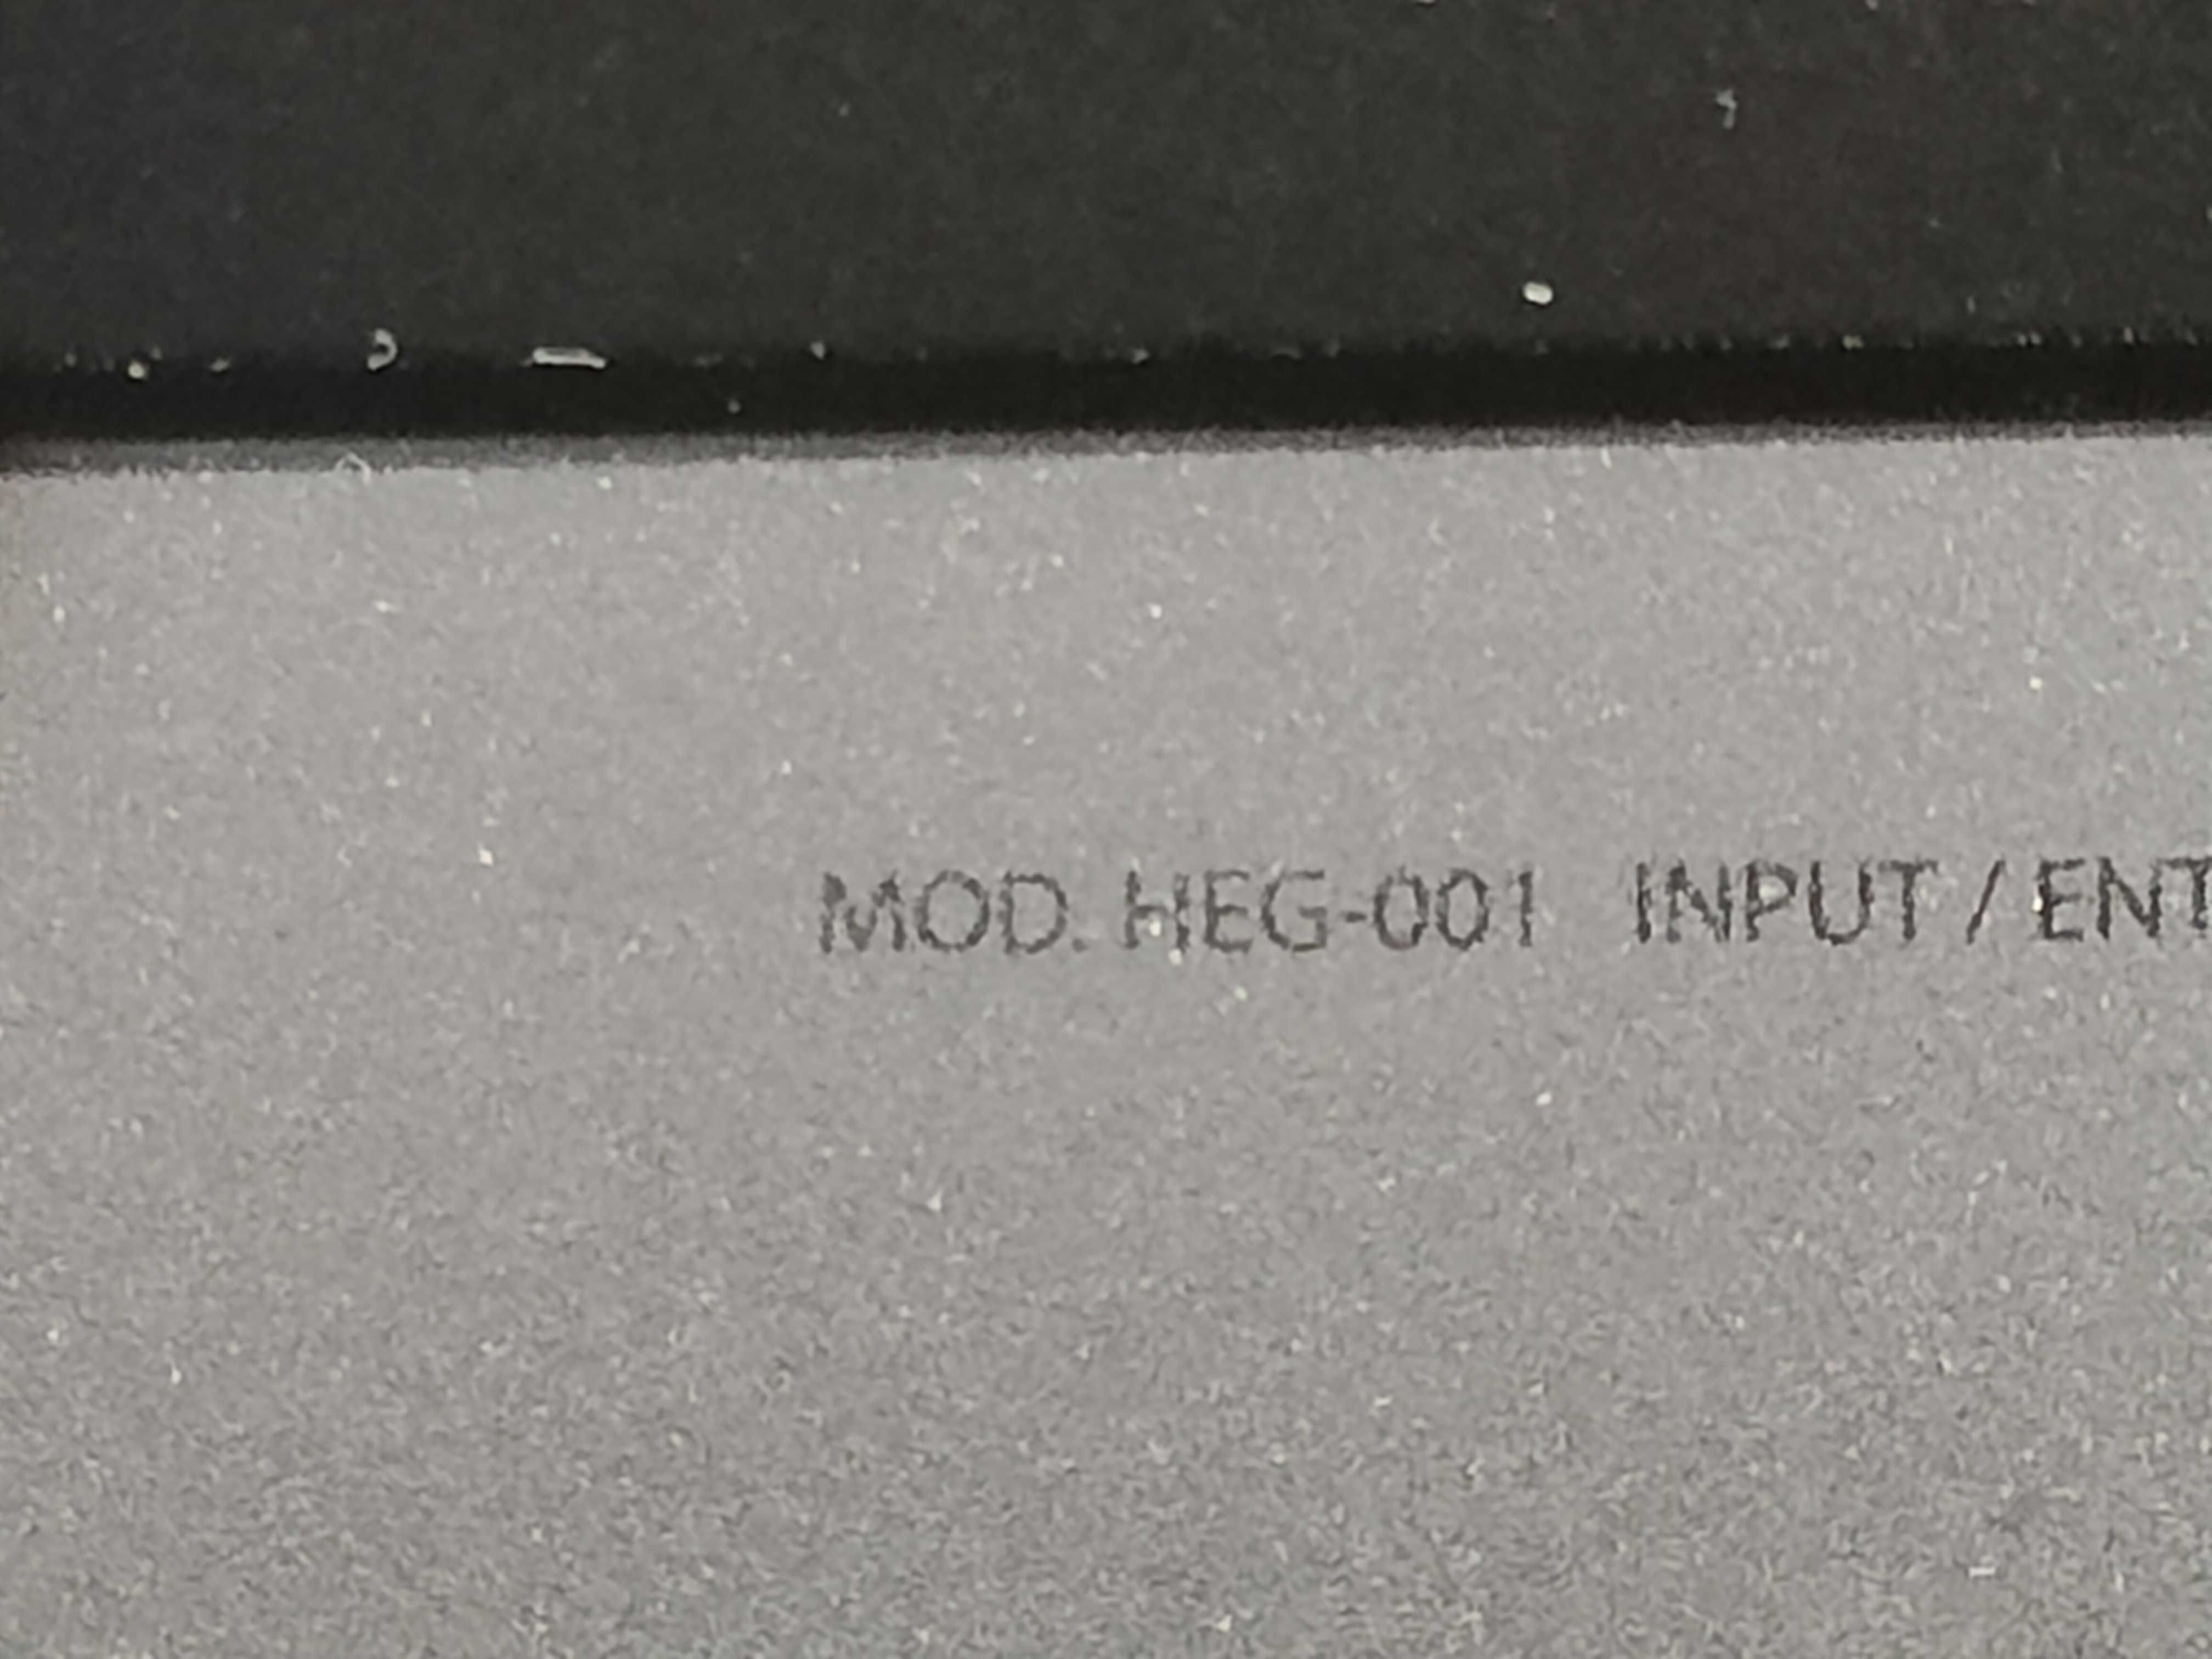 MOD. HEG-001 INPUT / ENT